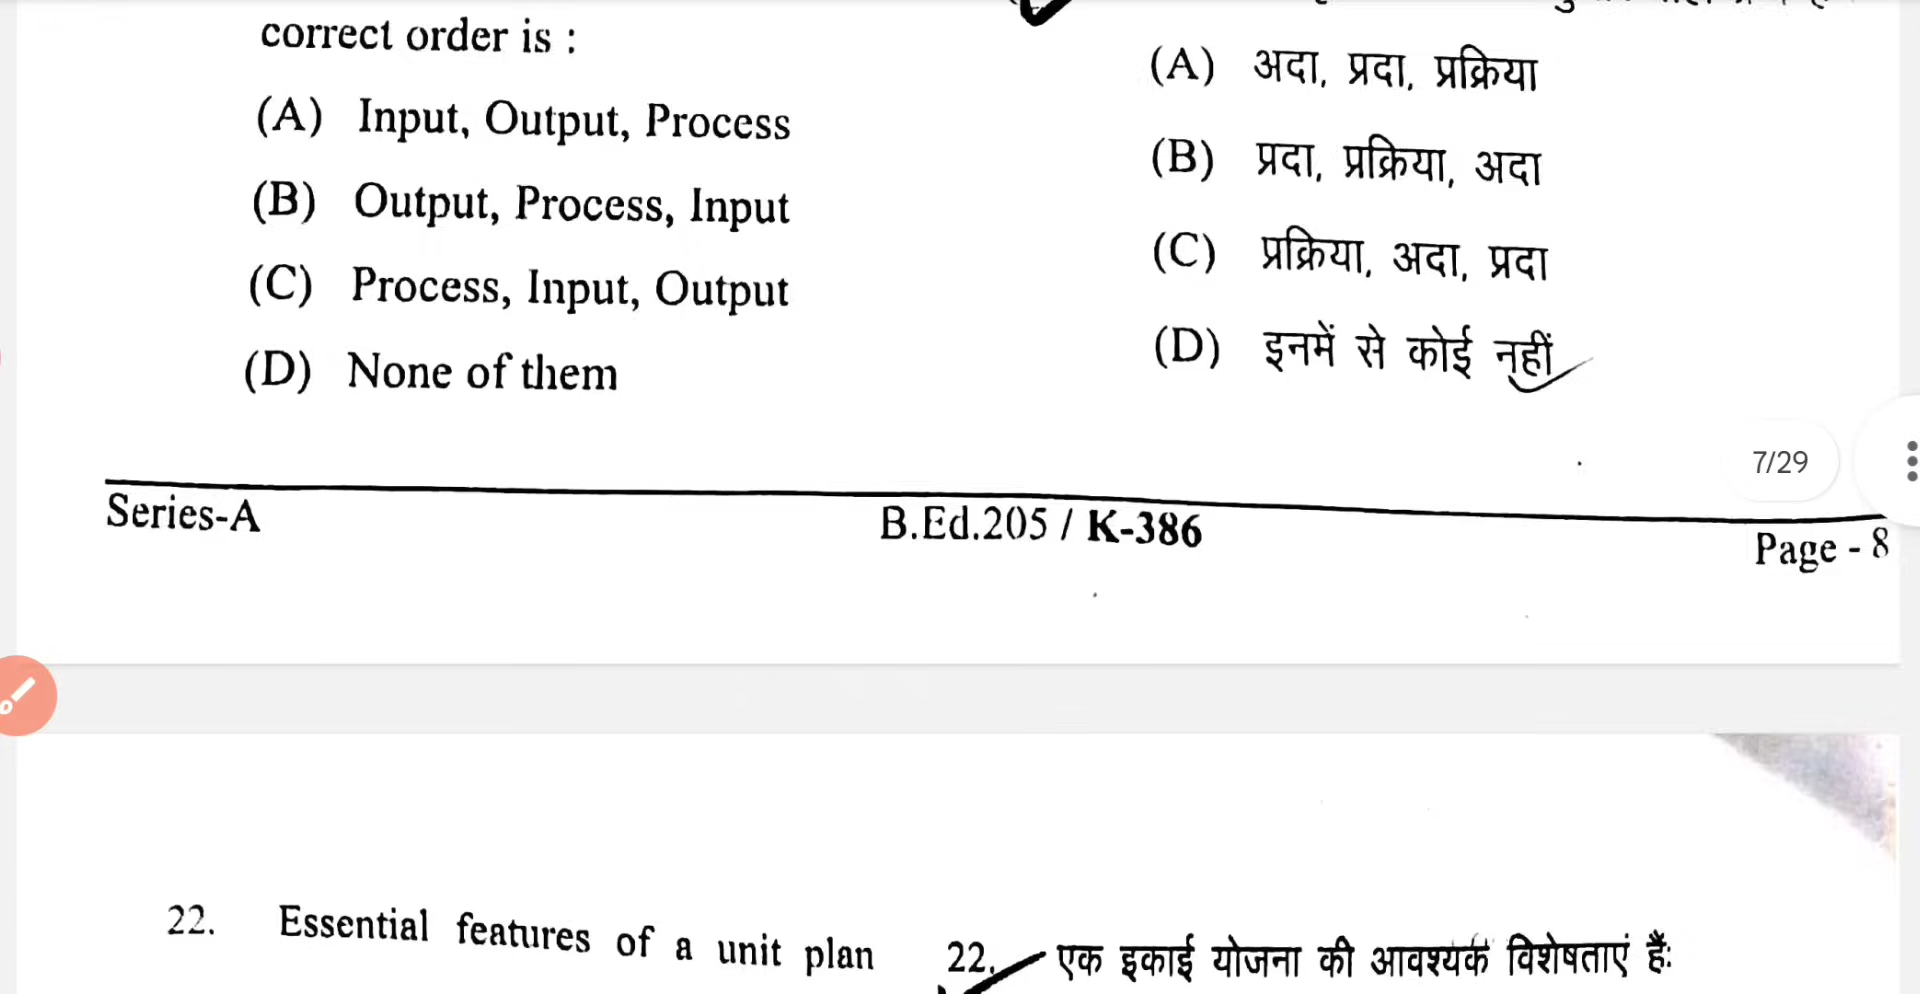 correct order is :
(A) Input, Output, Process
(B) Output, Process, Input
(C) Process, Input, Output
(D) None of them
(A) अदा, प्रदा, प्रक्रिया
(B) प्रदा, प्रक्रिया, अदा
(C) प्रक्रिया, अदा, प्रदा
(D) इनमें से कोई नहीं
7/29
Series-A B.Ed.205 / K-386 Page - 8
22. Essential features of a unit plan
22. एक इकाई योजना की आवश्यक विशेषताएं हैं: